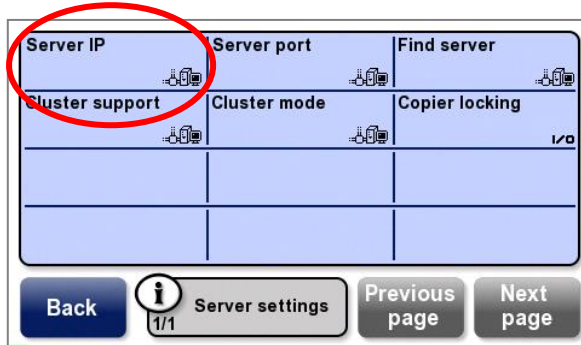 Server IP
Server port
Find server
Cluster support
Cluster mode
Copier locking
I/O
Back
i
1/1
Server settings
Previous
page
Next
page